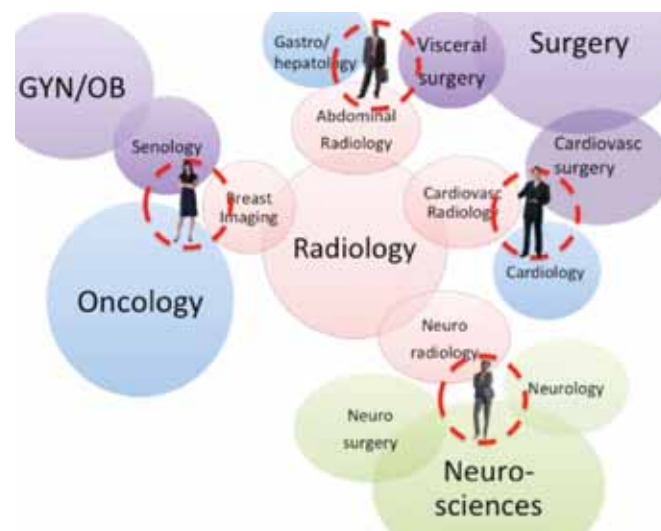 Gastro/
hepatology
Visceral
surgery
Surgery
GYN/OB
Abdominal
Radiology
Senology
Cardiovasc
surgery
Breast
Imaging
Cardiovasc
Radiology
Radiology
Cardiology
Oncology
Neuro
radiology
Neurology
Neuro
surgery
Neuro-
sciences